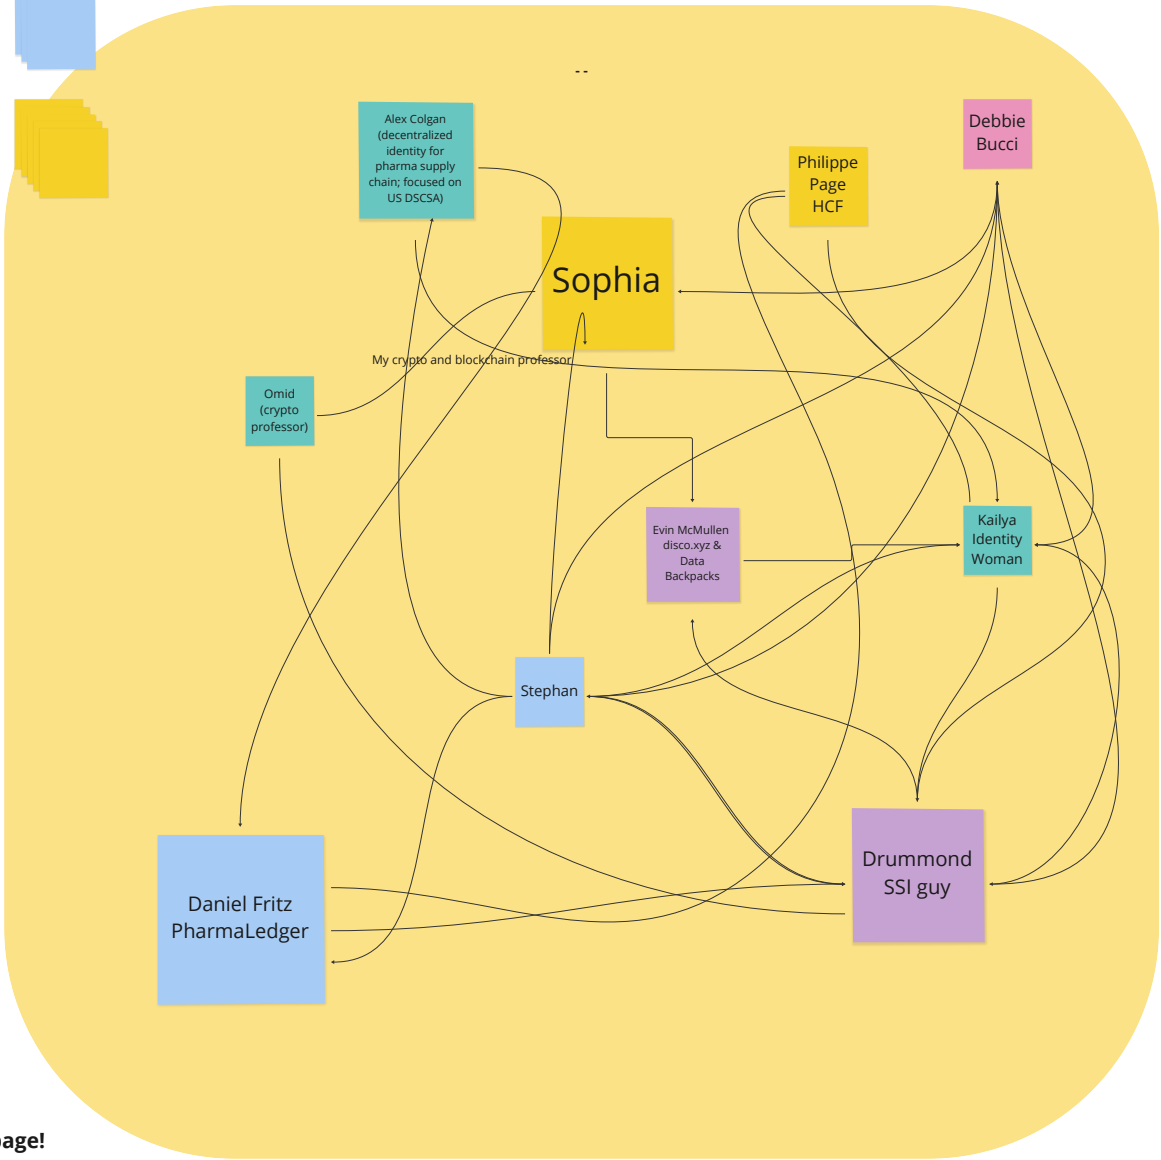 --
Alex Colgan
(decentralized
identity for
pharma supply
chain; focused on
US DSCSA)
Debbie
Bucci
Philippe
Page
HCF
Sophia
My crypto and blockchain professor
Omid
(crypto
professor)
Evin McMullen
disco.xyz &
Data
Backpacks
Kailya
Identity
Woman
Stephan
Drummond
SSI guy
Daniel Fritz
PharmaLedger
age!